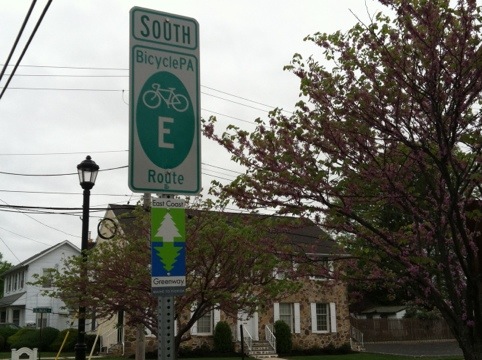 SOUTH
BicyclePA
E
Route
East Coast
Greenway